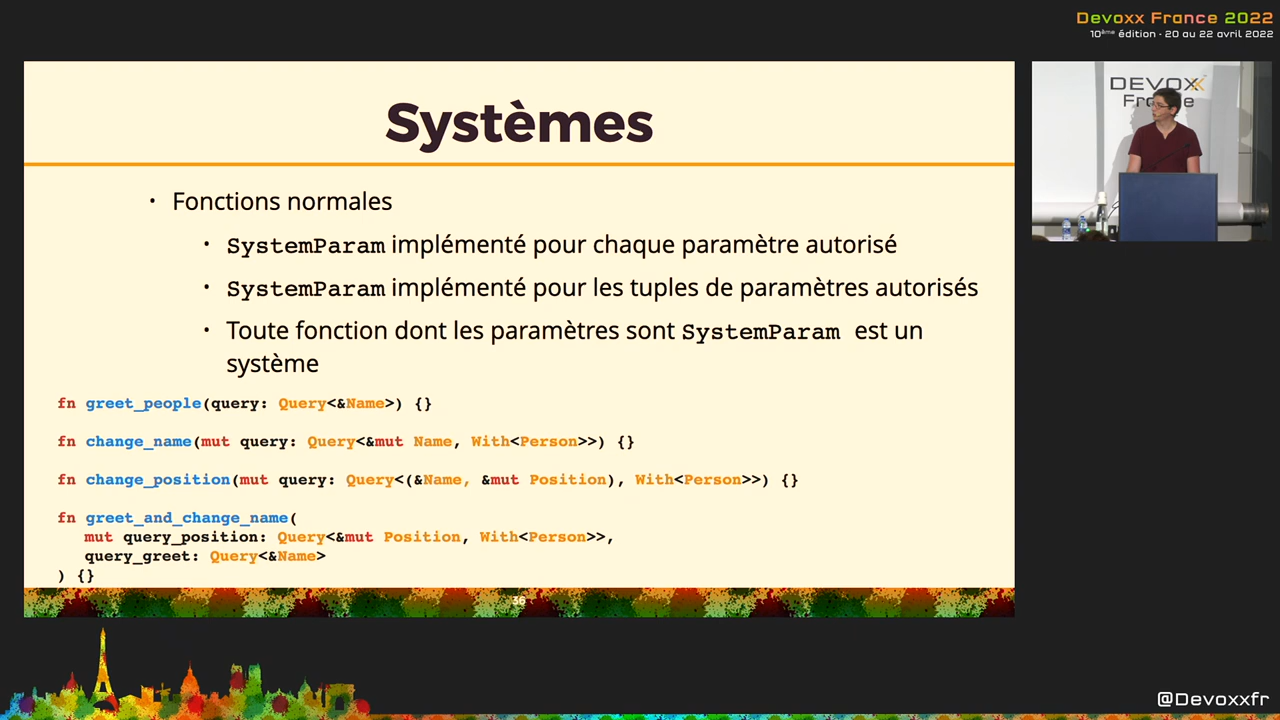 Devoxx France 2022
10ème édition - 20 au 22 avril 2022
Systèmes
• Fonctions normales
• SystemParam implémenté pour chaque paramètre autorisé
• SystemParam implémenté pour les tuples de paramètres autorisés
• Toute fonction dont les paramètres sont SystemParam est un
système
fn greet_people(query: Query<&Name>) {}
fn change_name(mut query: Query<&mut Name, With<Person>>) {}
fn change_position(mut query: Query<(&Name, &mut Position), With<Person>>) {}
fn greet_and_change_name(
mut query_position: Query<&mut Position, With<Person>>,
query_greet: Query<&Name>
) {}
36
DEVOXX
France
@Devoxxfr